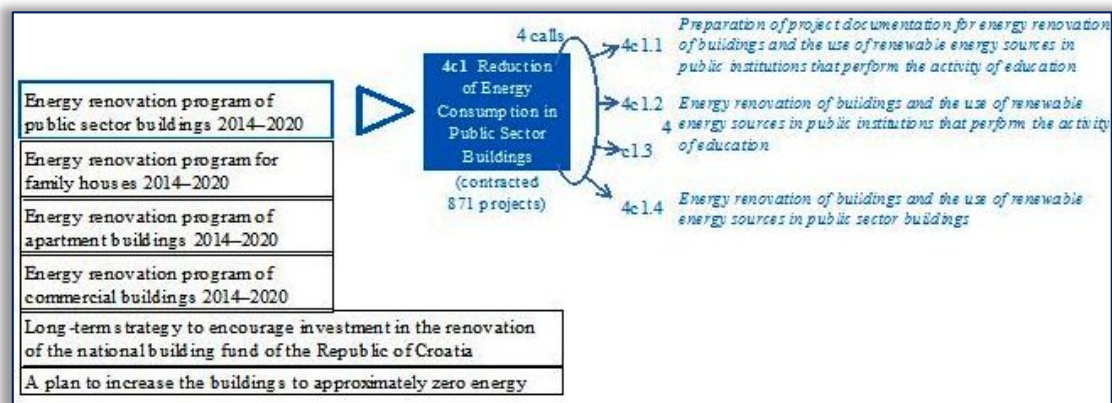 Energy renovation program of
public sector buildings 2014–2020
Energy renovation program for
family houses 2014–2020
Energy renovation program of
apartment buildings 2014–2020
Energy renovation program of
commercial buildings 2014–2020
Long-term strategy to encourage investment in the renovation
of the national building fund of the Republic of Croatia
A plan to increase the buildings to approximately zero energy
4c1 Reduction
of Energy
Consumption in
Public Sector
Buildings
(contracted
871 projects)
4 calls
4c1.1
Preparation of project documentation for energy renovation
of buildings and the use of renewable energy sources in
public institutions that perform the activity of education
4c1.2
Energy renovation of buildings and the use of renewable
energy sources in public institutions that perform the activity
of education
4
c1.3
4c1.4
Energy renovation of buildings and the use of renewable
energy sources in public sector buildings